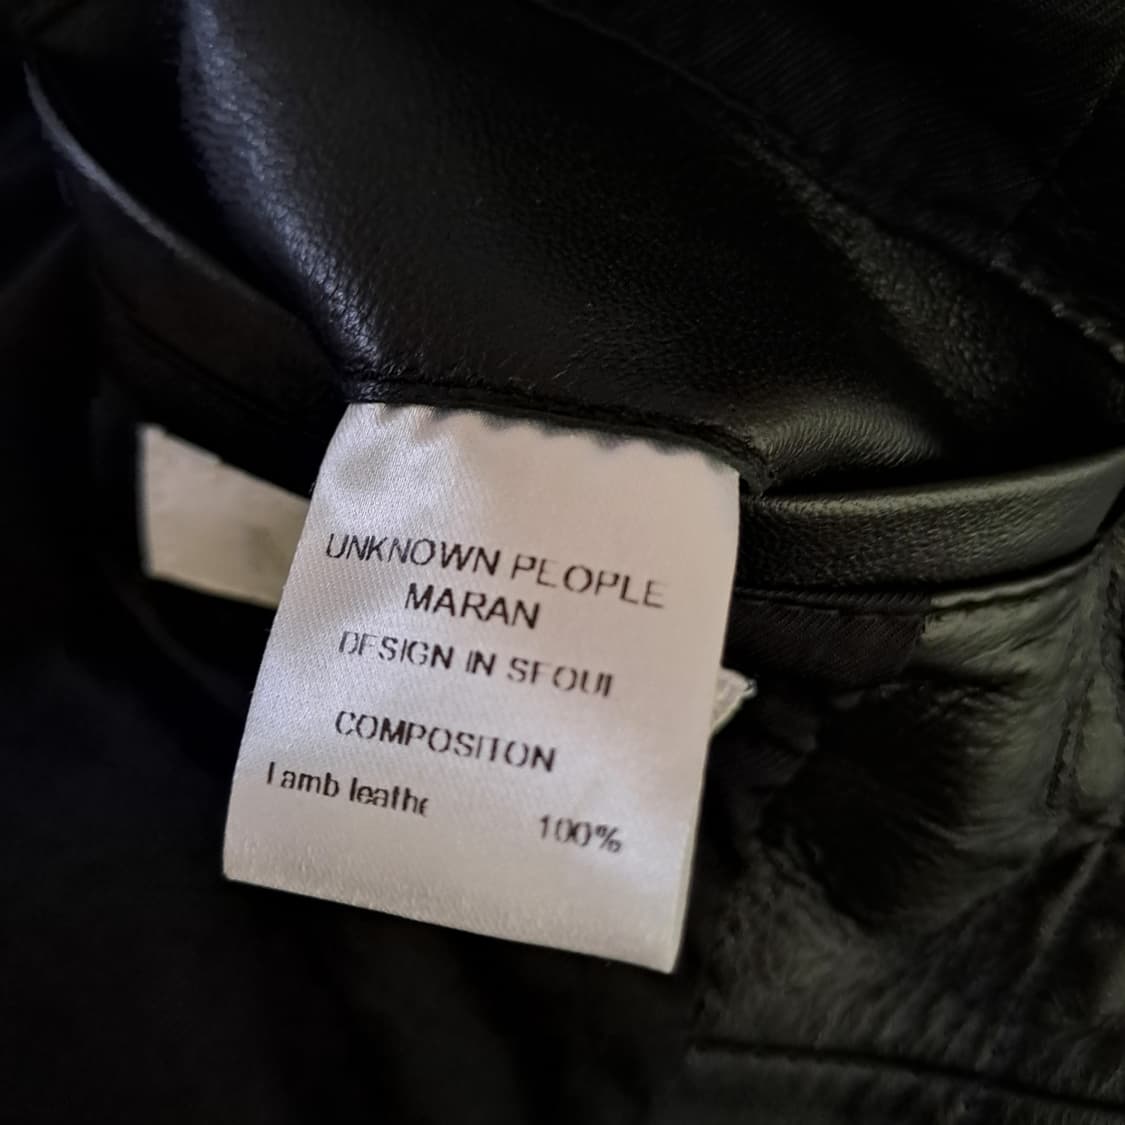 UNKNOWN PEOPLE
MARAN
DESIGN IN SEOUL
COMPOSITON
Lamb leathe
100%